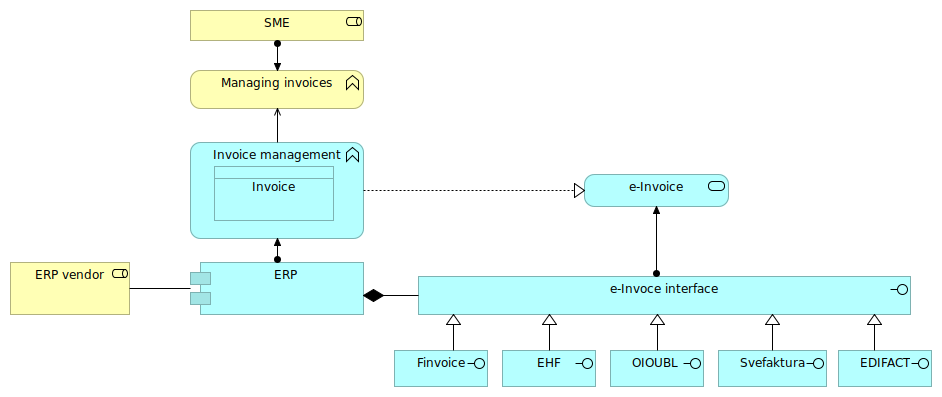 SME
Managing invoices
Invoice management
Invoice
e-Invoice
ERP vendor
ERP
e-Invoce interface
Finvoice
EHF
OIOUBL
Svefaktura
EDIFACT